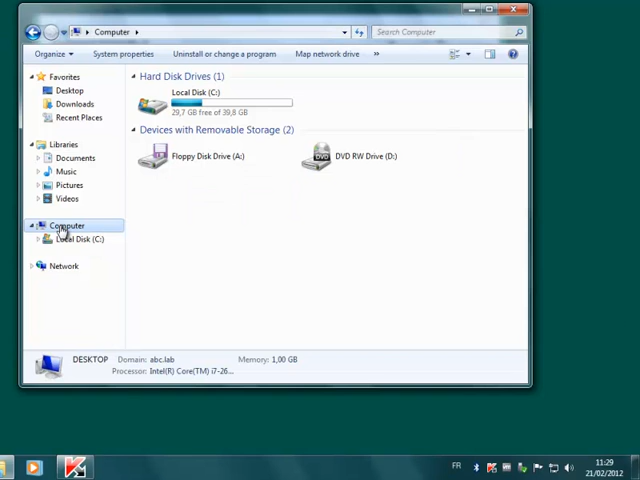 Computer
Search Computer
Organize
System properties
Uninstall or change a program
Map network drive
»
Favorites
Desktop
Downloads
Recent Places
Libraries
Documents
Music
Pictures
Videos
Computer
Local Disk (C:)
Network
Hard Disk Drives (1)
Local Disk (C:)
29,7 GB free of 39,8 GB
Devices with Removable Storage (2)
Floppy Disk Drive (A:)
DVD
DVD RW Drive (D:)
DESKTOP Domain: abc.lab Memory: 1,00 GB
Processor: Intel(R) Core(TM) i7-26...
FR
11:29
21/02/2012